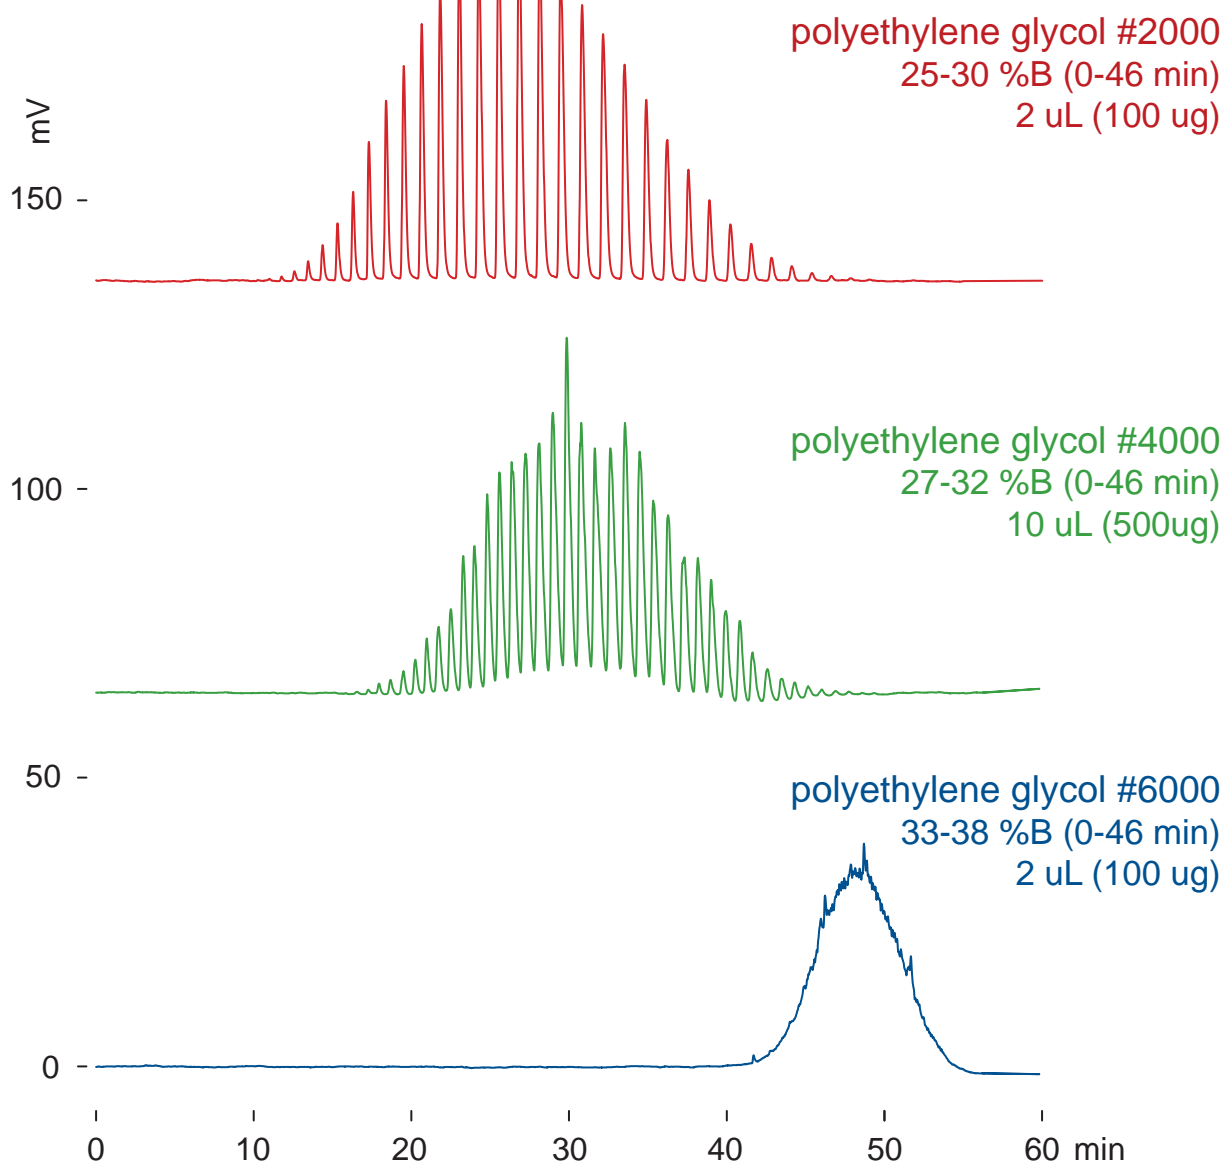 polyethylene glycol #2000
25-30 %B (0-46 min)
2 uL (100 ug)
mV
150
100
polyethylene glycol #4000
27-32 %B (0-46 min)
10 uL (500ug)
50
polyethylene glycol #6000
33-38 %B (0-46 min)
2 uL (100 ug)
0
0 10 20 30 40 50 60 min